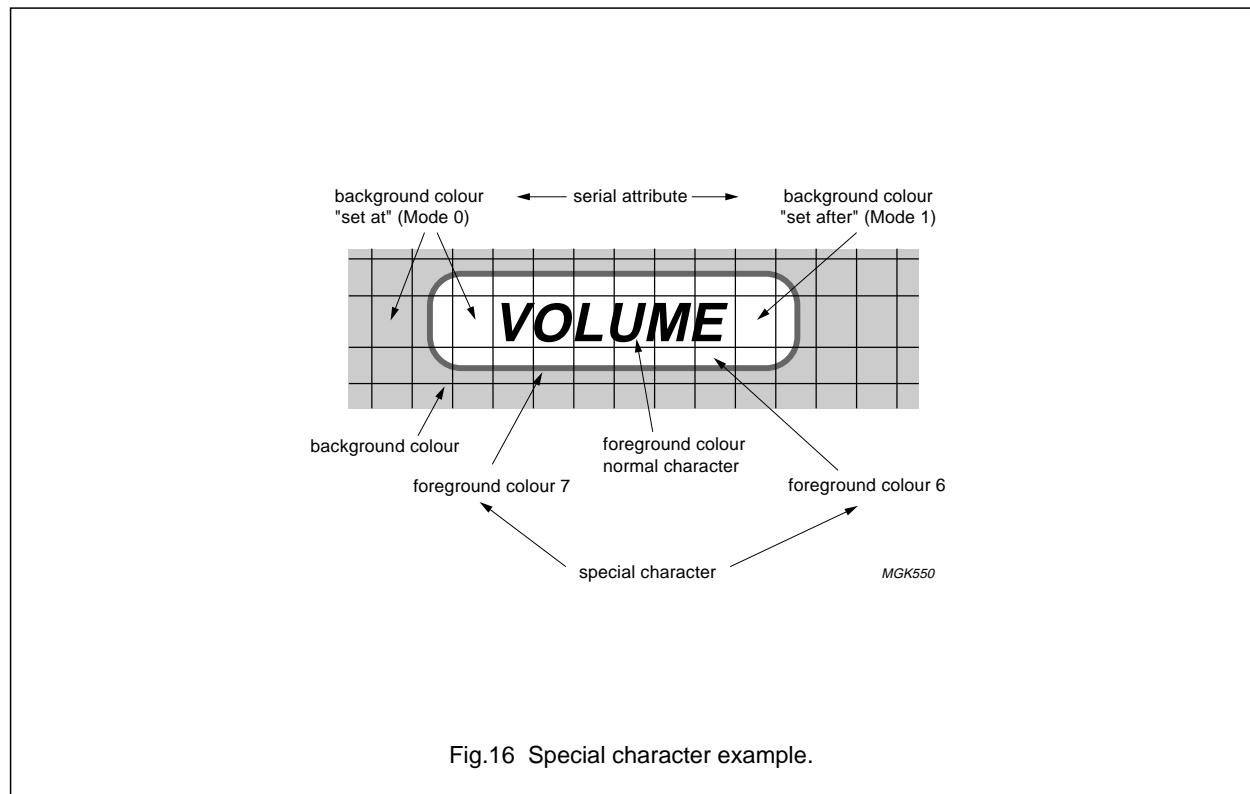 background colour
"set at" (Mode 0)
serial attribute
background colour
"set after" (Mode 1)
VOLUME
background colour
foreground colour
normal character
foreground colour 7
foreground colour 6
special character
MGK550
Fig.16 Special character example.